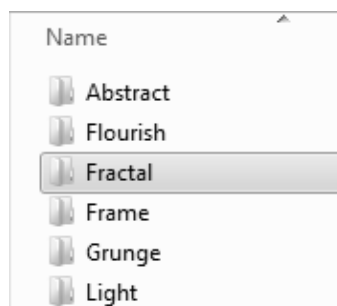 Name
Abstract
Flourish
Fractal
Frame
Grunge
Light